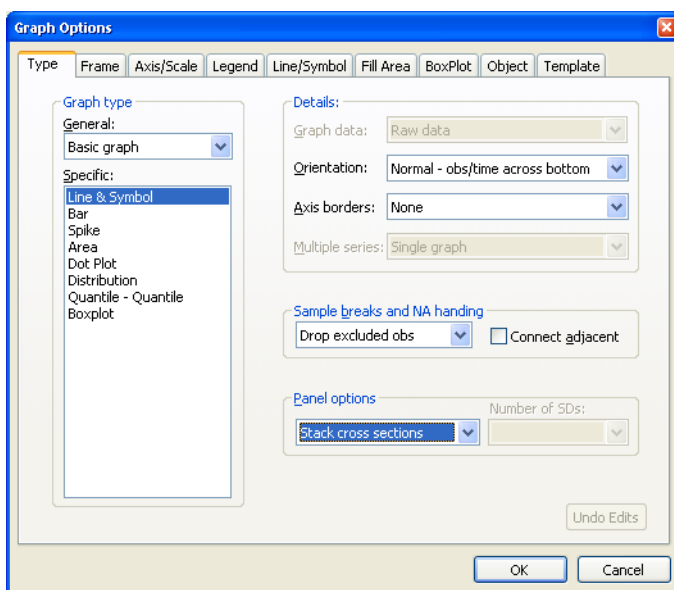 Graph Options
Type Frame Axis/Scale Legend Line/Symbol Fill Area BoxPlot Object Template
Graph type
General:
Basic graph
Specific:
Line & Symbol
Bar
Spike
Area
Dot Plot
Distribution
Quantile - Quantile
Boxplot
Details:
Graph data: Raw data
Orientation: Normal - obs/time across bottom
Axis borders: None
Multiple series: Single graph
Sample breaks and NA handing
Drop excluded obs Connect adjacent
Panel options
Number of SDs:
Stack cross sections
Undo Edits
OK Cancel